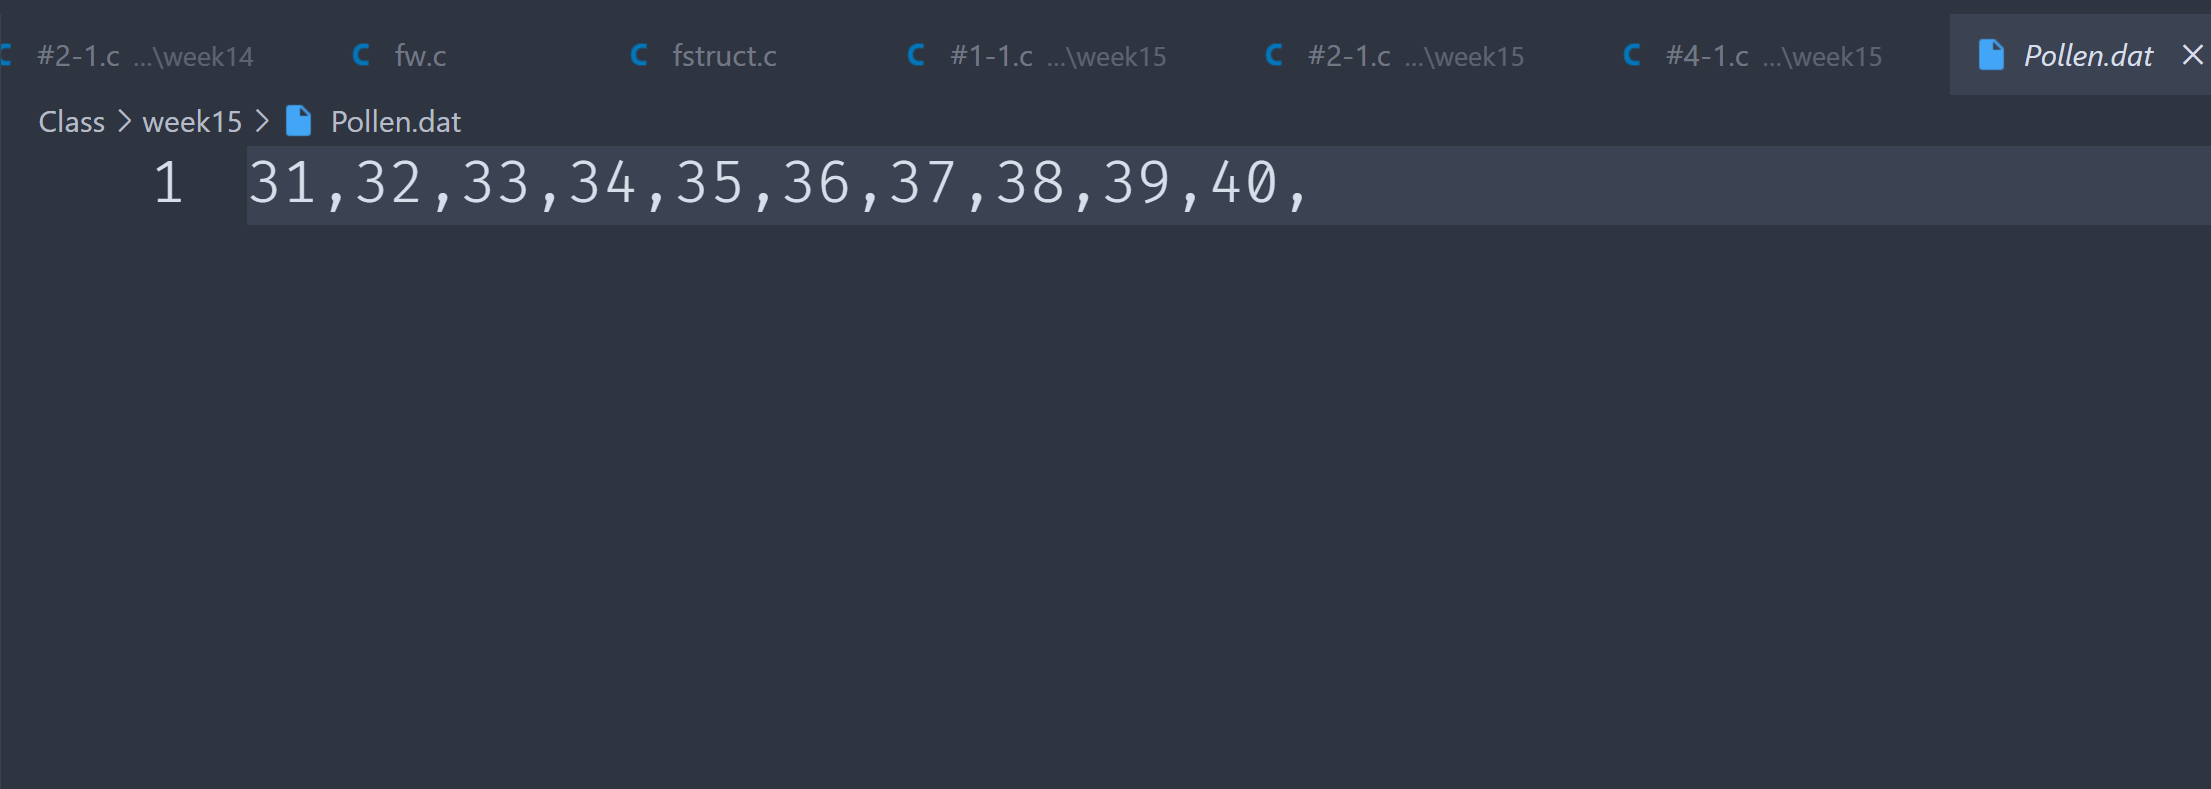 #2-1.c ...\week14 fw.c fstruct.c #1-1.c ...\week15 #2-1.c ...\week15 #4-1.c ...\week15 Pollen.dat
Class > week15 > Pollen.dat
1 31,32,33,34,35,36,37,38,39,40,